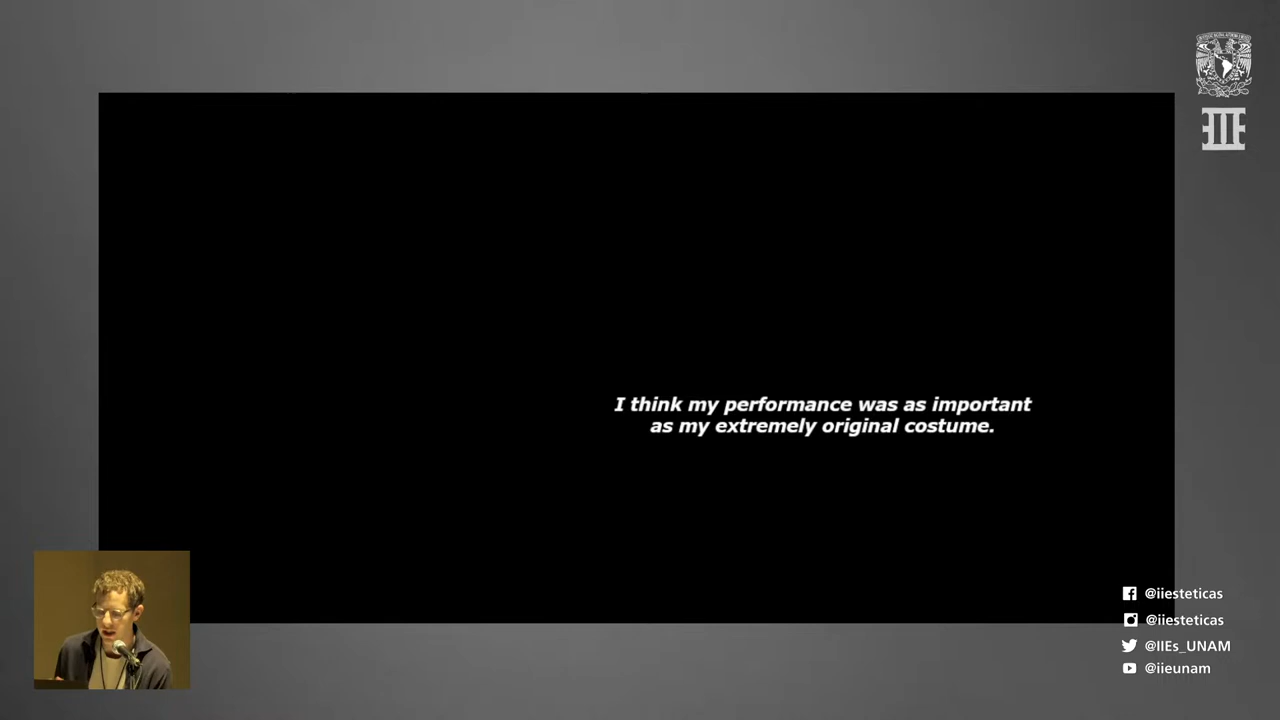 I think my performance was as important
as my extremely original costume.
@iiesteticas
@iiesteticas
@IIEs_UNAM
@iieunam